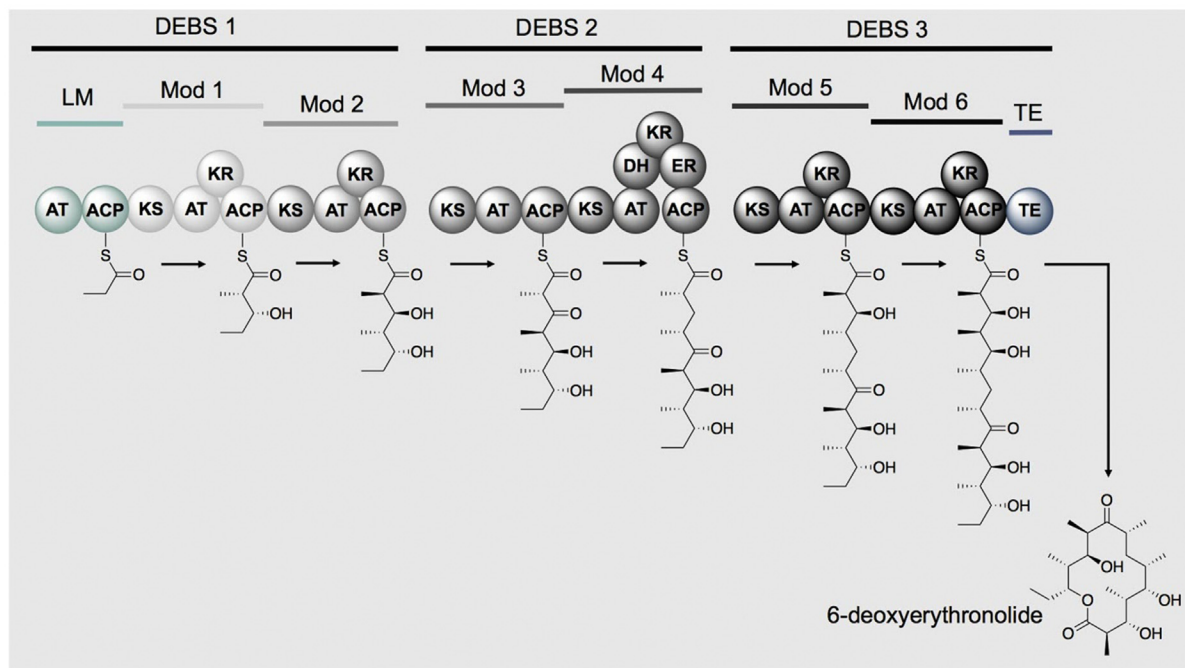 DEBS 1 DEBS 2 DEBS 3
LM Mod 1 Mod 2 Mod 3 Mod 4 Mod 5 Mod 6 TE
KR KR DH KR ER KR KR
AT ACP KS AT ACP KS AT ACP KS AT ACP KS AT ACP KS AT ACP KS AT ACP TE
S S S S S S S
O O O O O O O
OH OH O OH OH
OH OH O OH OH
OH O
OH O
OH OH
OH OH
O
OH
O OH
6-deoxyerythronolide
O OH